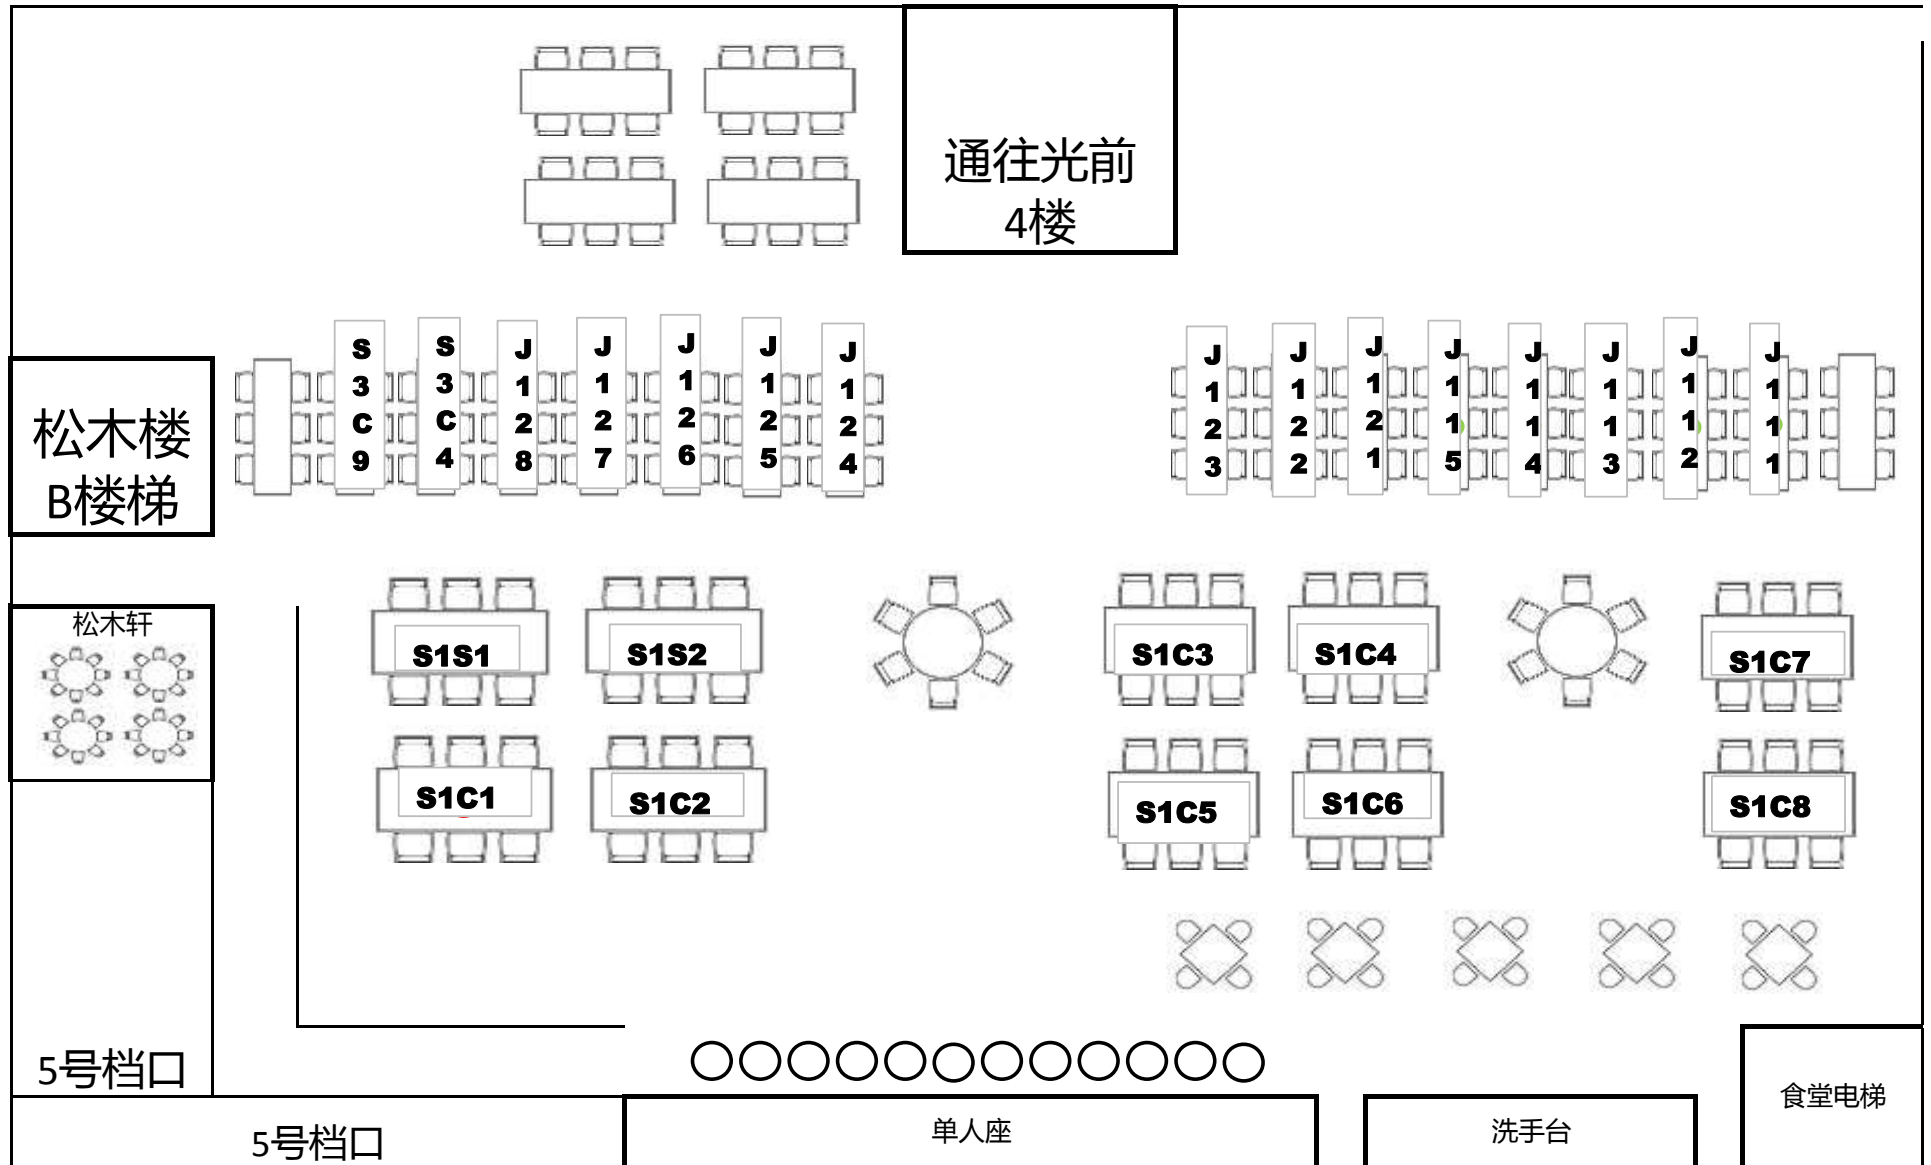 通往光前
4楼
S3C9
S3C4
J128
J127
J126
J125
J124
J123
J122
J121
J115
J114
J113
J112
J111
松木楼
B楼梯
松木轩
S1S1
S1S2
S1C3
S1C4
S1C7
S1C1
S1C2
S1C5
S1C6
S1C8
5号档口
5号档口
单人座
洗手台
食堂电梯